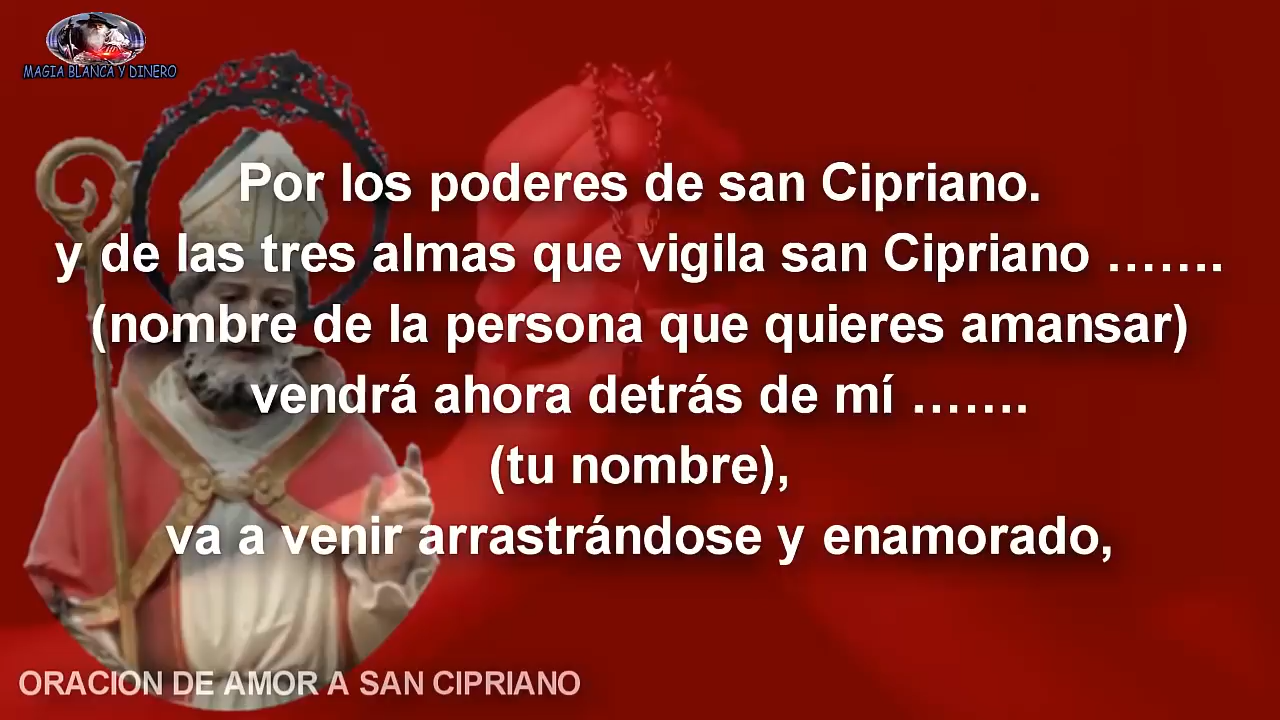 MAGIA BLANCA Y DINERO
Por los poderes de san Cipriano.
y de las tres almas que vigila san Cipriano …….
(nombre de la persona que quieres amansar)
vendrá ahora detrás de mí …….
(tu nombre),
va a venir arrastrándose y enamorado,
ORACION DE AMOR A SAN CIPRIANO